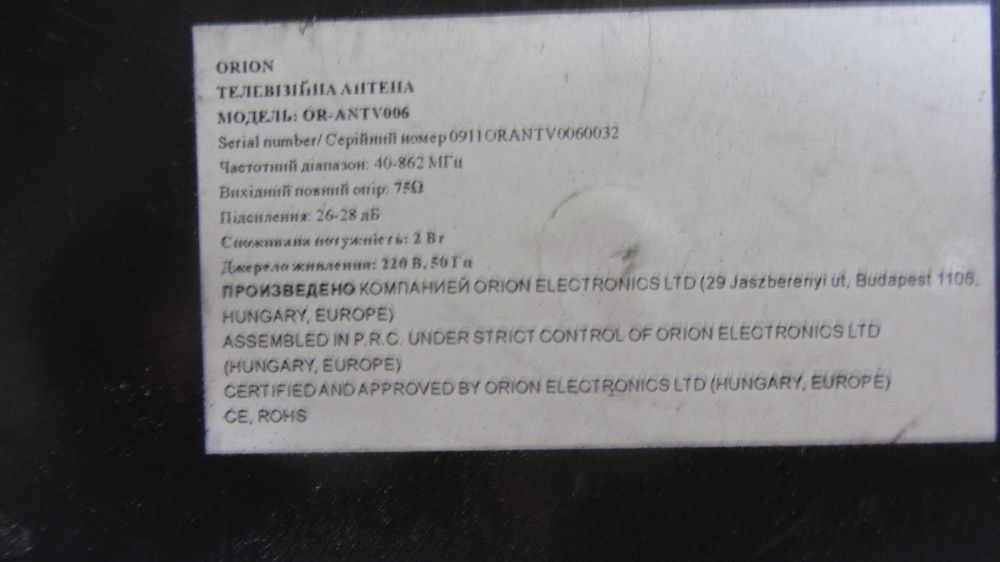 ORION
ТЕЛЕВІЗІЙНА АНТЕНА
МОДЕЛЬ: OR-ANTV006
Serial number/ Серійний номер 0911ORANTV0060032
Частотний діапазон: 40-862 МГц
Вихідний повний опір: 75Ω
Підсилення: 26-28 дБ
Споживана потужність: 2 Вт
Джерело живлення: 220 В, 50 Гц
ПРОИЗВЕДЕНО КОМПАНИЕЙ ORION ELECTRONICS LTD (29 Jaszberenyi ut, Budapest 1106,
HUNGARY, EUROPE)
ASSEMBLED IN P.R.C. UNDER STRICT CONTROL OF ORION ELECTRONICS LTD
(HUNGARY, EUROPE)
CERTIFIED AND APPROVED BY ORION ELECTRONICS LTD (HUNGARY, EUROPE)
CE, ROHS